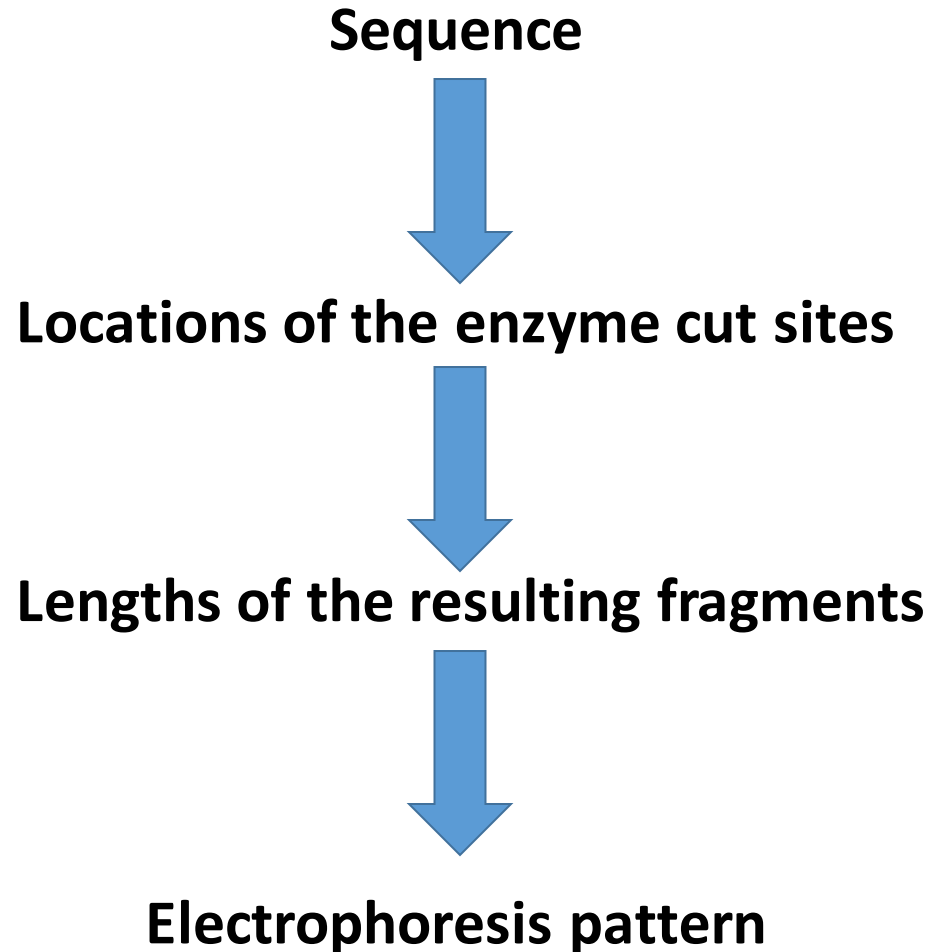 Sequence
Locations of the enzyme cut sites
Lengths of the resulting fragments
Electrophoresis pattern